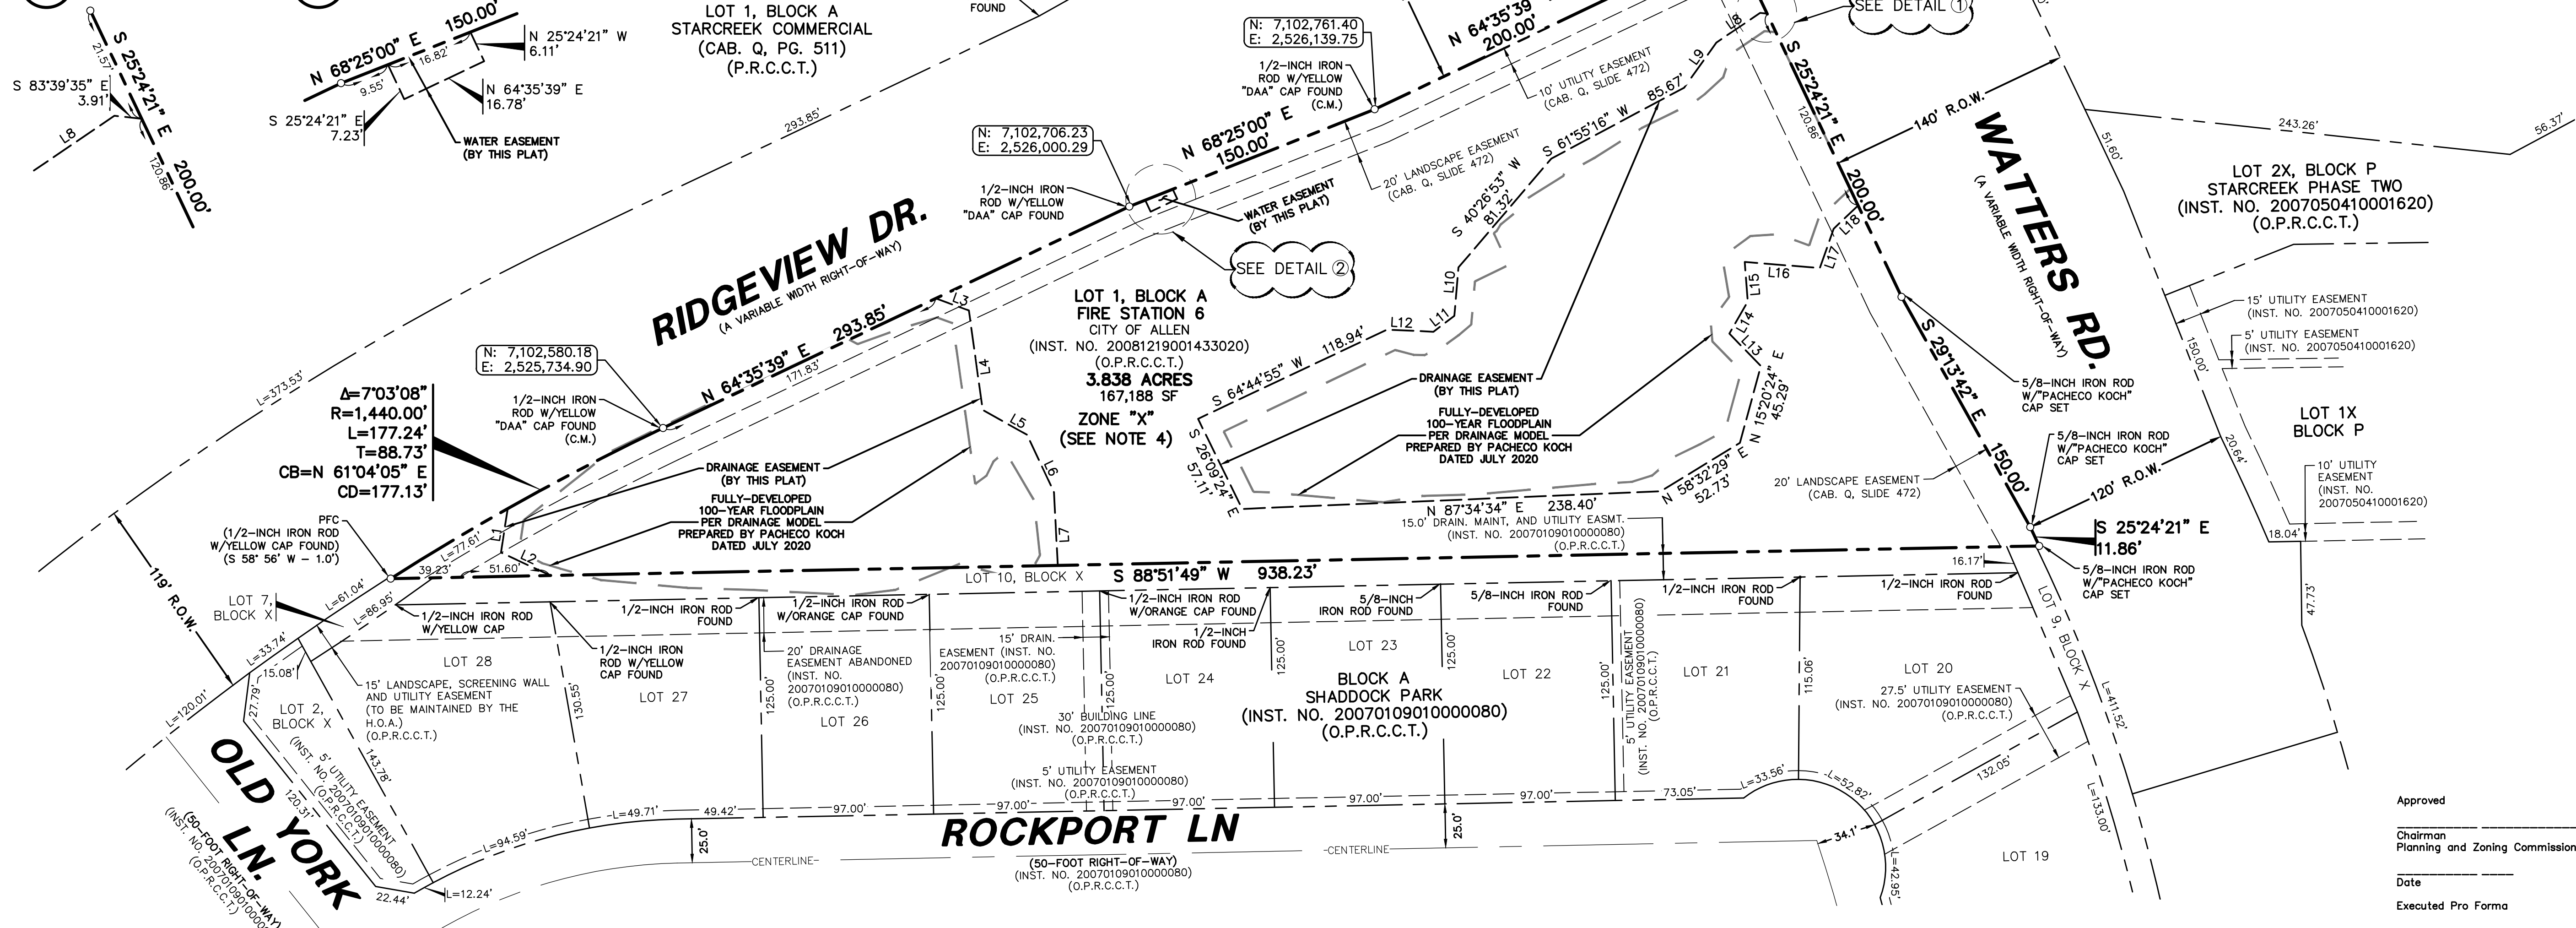 S 25°24'21" E
200.00'
21.57'
120.86'
S 83°39'35" E
3.91'
L8
N 68°25'00" E 150.00'
9.55'
16.82'
N 25°24'21" W
6.11'
N 64°35'39" E
16.78'
S 25°24'21" E
7.23'
WATER EASEMENT
(BY THIS PLAT)
LOT 1, BLOCK A
STARCREEK COMMERCIAL
(CAB. Q, PG. 511)
(P.R.C.C.T.)
FOUND
293.85'
N: 7,102,761.40
E: 2,526,139.75
1/2-INCH IRON
ROD W/YELLOW
"DAA" CAP FOUND
(C.M.)
N 64°35'39
200.00'
10' UTILITY EASEMENT
(CAB. Q, SLIDE 472)
L8
L9
SEE DETAIL 1
S 25°24'21" E
120.86'
200.00'
140' R.O.W.
WATTERS RD.
(A VARIABLE WIDTH RIGHT-OF-WAY)
51.60'
243.26'
56.37'
LOT 2X, BLOCK P
STARCREEK PHASE TWO
(INST. NO. 2007050410001620)
(O.P.R.C.C.T.)
N: 7,102,706.23
E: 2,526,000.29
1/2-INCH IRON
ROD W/YELLOW
"DAA" CAP FOUND
N 68°25'00" E
150.00'
20' LANDSCAPE EASEMENT
(CAB. Q, SLIDE 472)
WATER EASEMENT
(BY THIS PLAT)
SEE DETAIL 2
S 61°55'16" W
85.67'
S 40°26'53" W
81.32'
L10
L11
L12
L18
L17
L16
L15
L14
L13
15' UTILITY EASEMENT
(INST. NO. 2007050410001620)
5' UTILITY EASEMENT
(INST. NO. 2007050410001620)
150.00'
RIDGEVIEW DR.
(A VARIABLE WIDTH RIGHT-OF-WAY)
L=373.53'
N 64°35'39" E 293.85'
171.83'
L3
L4
L5
L6
L7
N: 7,102,580.18
E: 2,525,734.90
1/2-INCH IRON
ROD W/YELLOW
"DAA" CAP FOUND
(C.M.)
LOT 1, BLOCK A
FIRE STATION 6
CITY OF ALLEN
(INST. NO. 20081219001433020)
(O.P.R.C.C.T.)
3.838 ACRES
167,188 SF
ZONE "X"
(SEE NOTE 4)
S 64°44'55" W 118.94'
S 26°09'24" E
57.11'
N 87°34'34" E 238.40'
N 58°32'29" E
52.73'
N 15°20'24" E
45.29'
DRAINAGE EASEMENT
(BY THIS PLAT)
FULLY-DEVELOPED
100-YEAR FLOODPLAIN
PER DRAINAGE MODEL
PREPARED BY PACHECO KOCH
DATED JULY 2020
S 29°13'42" E
150.00'
5/8-INCH IRON ROD
W/"PACHECO KOCH"
CAP SET
5/8-INCH IRON ROD
W/"PACHECO KOCH"
CAP SET
120' R.O.W.
20.64'
LOT 1X
BLOCK P
10' UTILITY
EASEMENT
(INST. NO.
2007050410001620)
20' LANDSCAPE EASEMENT
(CAB. Q, SLIDE 472)
S 25°24'21" E
11.86'
18.04'
47.73'
5/8-INCH IRON ROD
W/"PACHECO KOCH"
CAP SET
Δ=7°03'08"
R=1,440.00'
L=177.24'
T=88.73'
CB=N 61°04'05" E
CD=177.13'
DRAINAGE EASEMENT
(BY THIS PLAT)
FULLY-DEVELOPED
100-YEAR FLOODPLAIN
PER DRAINAGE MODEL
PREPARED BY PACHECO KOCH
DATED JULY 2020
PFC
(1/2-INCH IRON ROD
W/YELLOW CAP FOUND)
(S 58° 56' W - 1.0')
L=77.61'
L1
L2
39.23'
51.60'
15.0' DRAIN. MAINT, AND UTILITY EASMT.
(INST. NO. 20070109010000080)
(O.P.R.C.C.T.)
LOT 10, BLOCK X
S 88°51'49" W 938.23'
16.17'
119' R.O.W.
LOT 7,
BLOCK X
L=61.04'
L=86.95'
L=33.74'
15.08'
L=120.01'
27.79'
1/2-INCH IRON ROD
W/YELLOW CAP
1/2-INCH IRON
ROD W/YELLOW
CAP FOUND
1/2-INCH IRON ROD
FOUND
1/2-INCH IRON ROD
W/ORANGE CAP FOUND
1/2-INCH IRON ROD
W/ORANGE CAP FOUND
1/2-INCH
IRON ROD FOUND
5/8-INCH
IRON ROD FOUND
5/8-INCH IRON ROD
FOUND
1/2-INCH IRON ROD
FOUND
1/2-INCH IRON ROD
FOUND
LOT 9, BLOCK X
LOT 28
LOT 27
LOT 26
LOT 25
LOT 24
LOT 23
LOT 22
LOT 21
LOT 20
LOT 19
15' LANDSCAPE, SCREENING WALL
AND UTILITY EASEMENT
(TO BE MAINTAINED BY THE
H.O.A.)
(O.P.R.C.C.T.)
20' DRAINAGE
EASEMENT ABANDONED
(INST. NO.
20070109010000080)
(O.P.R.C.C.T.)
15' DRAIN.
EASEMENT (INST. NO.
20070109010000080)
(O.P.R.C.C.T.)
30' BUILDING LINE
(INST. NO. 20070109010000080)
(O.P.R.C.C.T.)
5' UTILITY EASEMENT
(INST. NO. 20070109010000080)
(O.P.R.C.C.T.)
BLOCK A
SHADDOCK PARK
(INST. NO. 20070109010000080)
(O.P.R.C.C.T.)
5' UTILITY EASEMENT
(INST. NO. 20070109010000080)
(O.P.R.C.C.T.)
27.5' UTILITY EASEMENT
(INST. NO. 20070109010000080)
(O.P.R.C.C.T.)
130.55'
125.00'
125.00'
125.00'
125.00'
125.00'
125.00'
115.06'
LOT 2,
BLOCK X
5' UTILITY EASEMENT
(INST. NO. 20070109010000080)
(O.P.R.C.C.T.)
120.31'
143.78'
22.44'
L=12.24'
L=94.59'
L=49.71'
49.42'
97.00'
97.00'
97.00'
97.00'
97.00'
73.05'
L=33.56'
L=52.82'
L=42.95'
34.1'
132.05'
L=411.52'
L=133.00'
OLD YORK
LN.
(50-FOOT RIGHT-OF-WAY)
(O.P.R.C.C.T.)
25.0'
25.0'
ROCKPORT LN
(50-FOOT RIGHT-OF-WAY)
(INST. NO. 20070109010000080)
(O.P.R.C.C.T.)
CENTERLINE
CENTERLINE
Approved
Chairman
Planning and Zoning Commission
Date
Executed Pro Forma